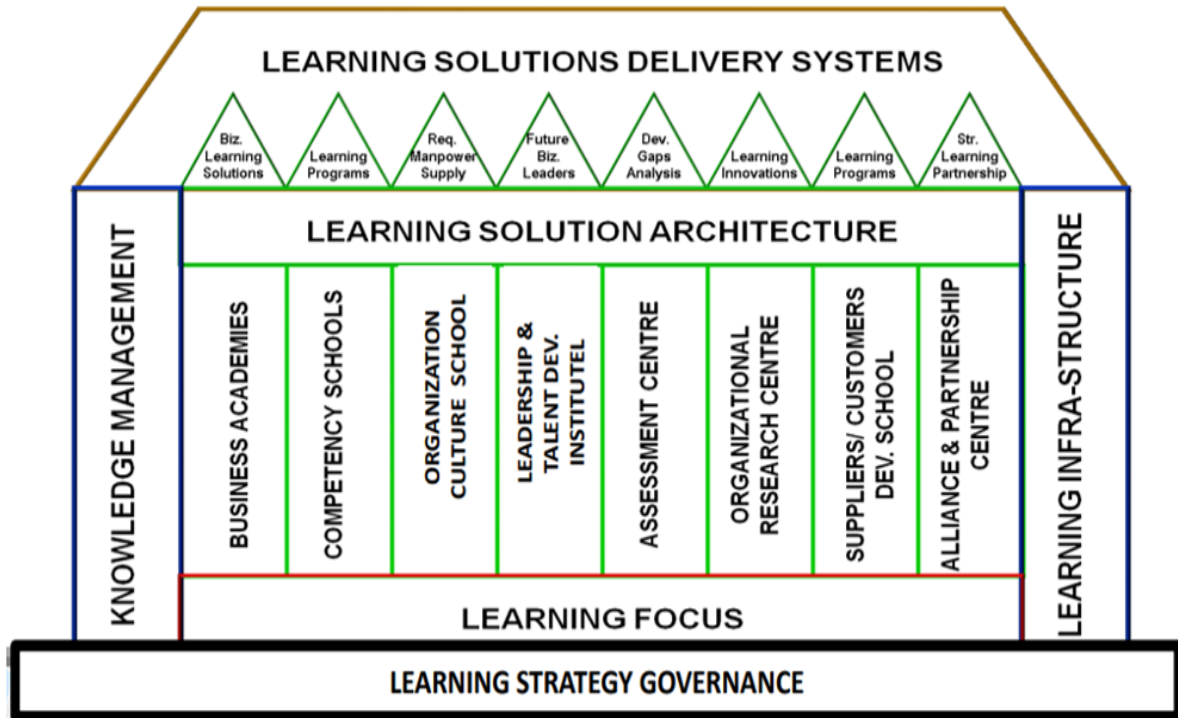 LEARNING SOLUTIONS DELIVERY SYSTEMS
Biz.
Learning
Solutions
Learning
Programs
Req.
Manpower
Supply
Future
Biz.
Leaders
Dev.
Gaps
Analysis
Learning
Innovations
Learning
Programs
Str.
Learning
Partnership
LEARNING SOLUTION ARCHITECTURE
KNOWLEDGE MANAGEMENT
BUSINESS ACADEMIES
COMPETENCY SCHOOLS
ORGANIZATION
CULTURE SCHOOL
LEADERSHIP &
TALENT DEV.
INSTITUTEL
ASSESSMENT CENTRE
ORGANIZATIONAL
RESEARCH CENTRE
SUPPLIERS/ CUSTOMERS
DEV. SCHOOL
ALLIANCE & PARTNERSHIP
CENTRE
LEARNING INFRA-STRUCTURE
LEARNING FOCUS
LEARNING STRATEGY GOVERNANCE